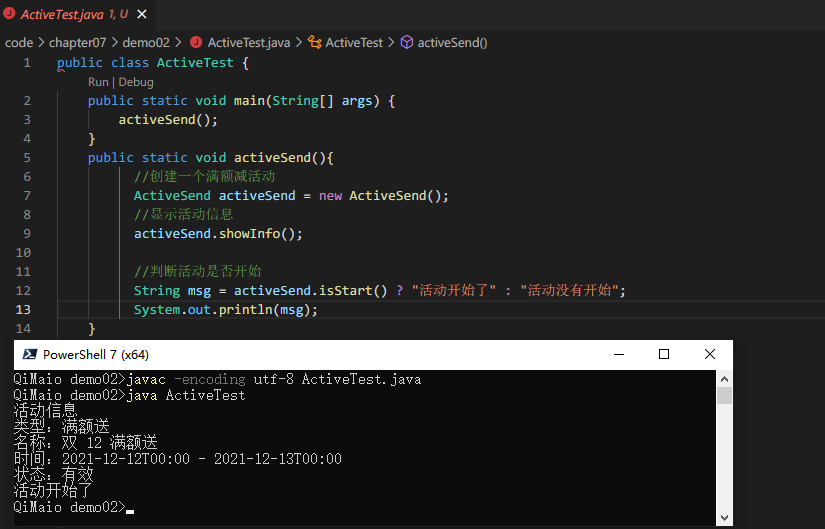 ActiveTest.java 1, U
code > chapter07 > demo02 > ActiveTest.java > ActiveTest > activeSend()
1 public class ActiveTest {
Run | Debug
2 public static void main(String[] args) {
3 activeSend();
4 }
5 public static void activeSend(){
6 //创建一个满额减活动
7 ActiveSend activeSend = new ActiveSend();
8 //显示活动信息
9 activeSend.showInfo();
10
11 //判断活动是否开始
12 String msg = activeSend.isStart() ? "活动开始了" : "活动没有开始";
13 System.out.println(msg);
14 }
PowerShell 7 (x64)
QiMaio demo02>javac -encoding utf-8 ActiveTest.java
QiMaio demo02>java ActiveTest
活动信息
类型：满额送
名称：双 12 满额送
时间：2021-12-12T00:00 - 2021-12-13T00:00
状态：有效
活动开始了
QiMaio demo02>